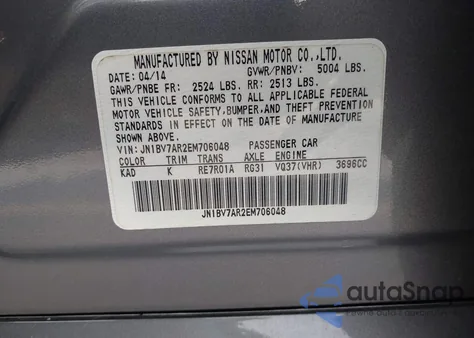 MANUFACTURED BY NISSAN MOTOR CO.,LTD.
DATE: 04/14 GVWR/PNBV: 5004 LBS.
GAWR/PNBE FR: 2524 LBS. RR: 2513 LBS.
THIS VEHICLE CONFORMS TO ALL APPLICABLE FEDERAL
MOTOR VEHICLE SAFETY,BUMPER,AND THEFT PREVENTION
STANDARDS IN EFFECT ON THE DATE OF MANUFACTURE
SHOWN ABOVE.
VIN: JN1BV7AR2EM706048 PASSENGER CAR
COLOR TRIM TRANS AXLE ENGINE
KAD K RE7R01A RG31 VQ37(VHR) 3696CC
JN1BV7AR2EM706048
autoSnap